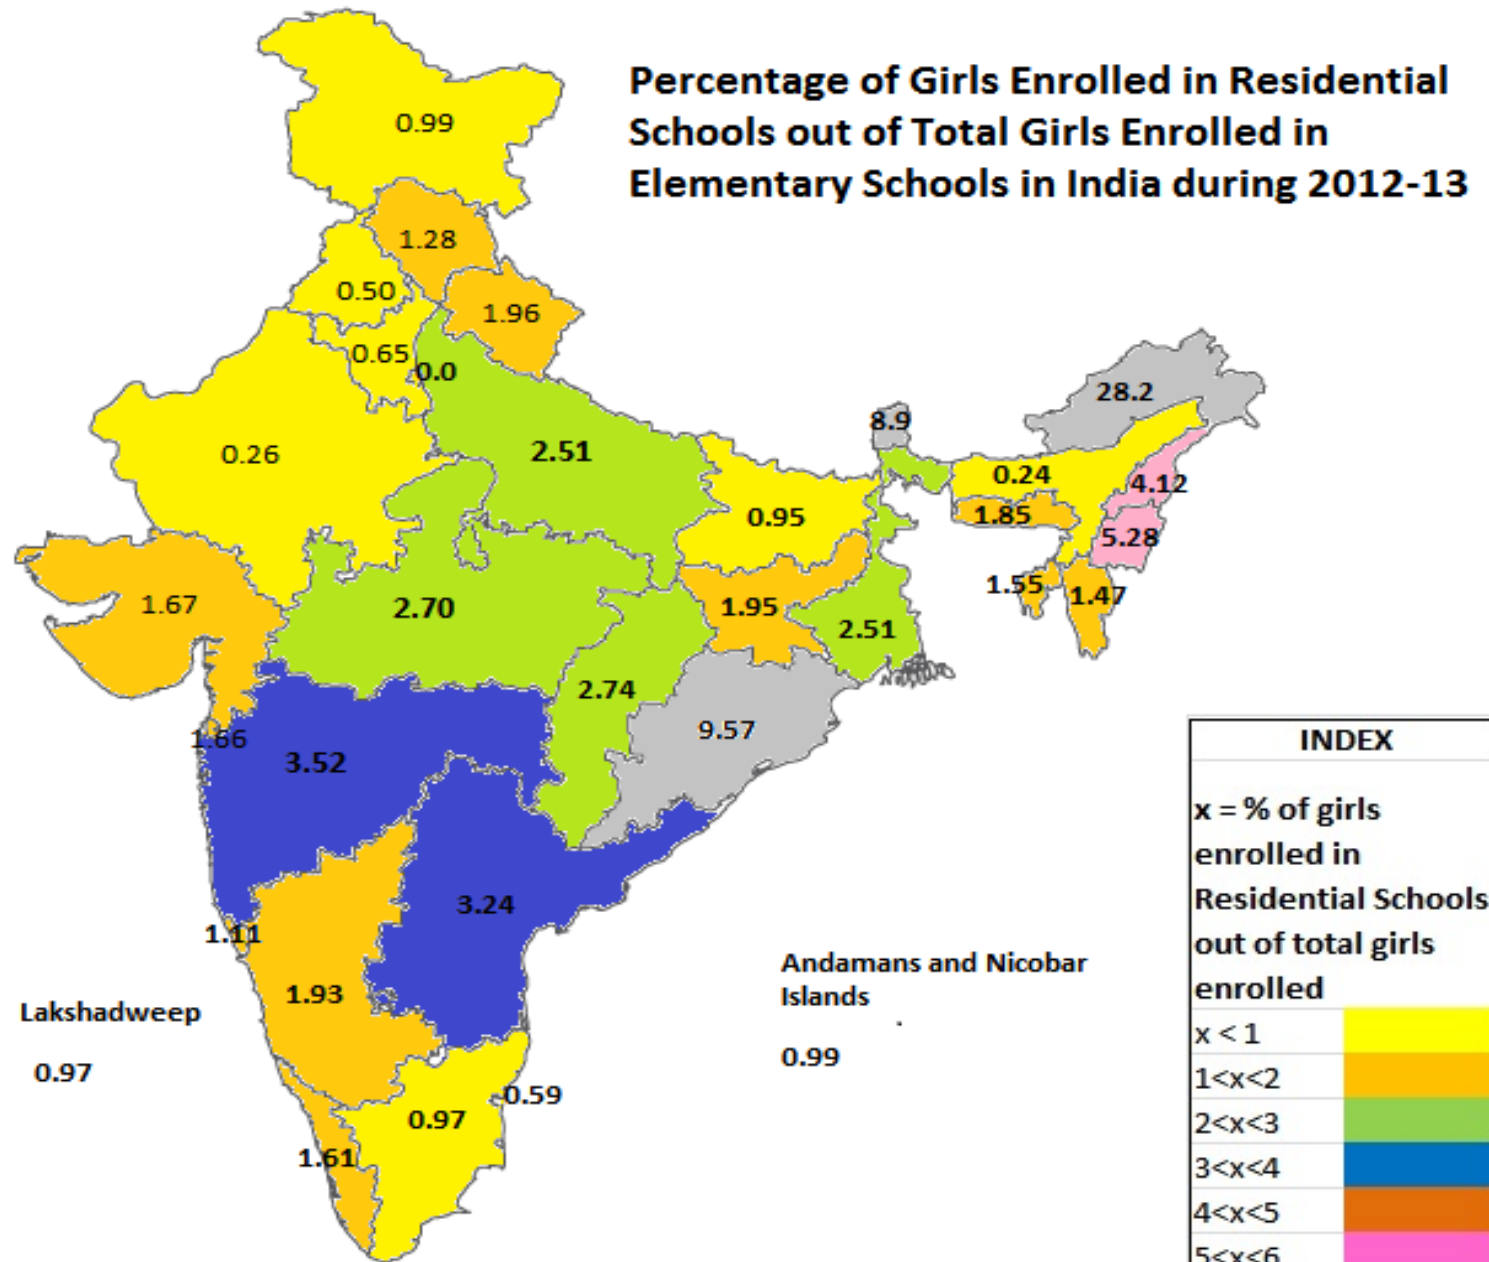 Percentage of Girls Enrolled in Residential
Schools out of Total Girls Enrolled in
Elementary Schools in India during 2012-13
0.99
1.28
0.50
1.96
0.65
0.0
28.2
8.9
0.26
2.51
0.24
4.12
0.95
1.85
5.28
1.67
2.70
1.95
1.55
1.47
2.51
2.74
9.57
1.66
3.52
3.24
1.11
1.93
Lakshadweep
0.97
Andamans and Nicobar
Islands
0.99
0.59
0.97
1.61
INDEX
x = % of girls
enrolled in
Residential Schools
out of total girls
enrolled
x < 1
1<x<2
2<x<3
3<x<4
4<x<5
5<x<6